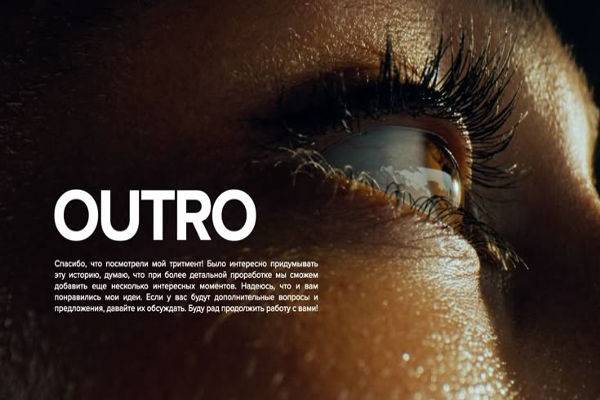 OUTRO
Спасибо, что посмотрели мой тритмент! Было интересно придумывать
эту историю, думаю, что при более детальной проработке мы сможем
добавить еще несколько интересных моментов. Надеюсь, что и вам
понравились мои идеи. Если у вас будут дополнительные вопросы и
предложения, давайте их обсуждать. Буду рад продолжить работу с вами!